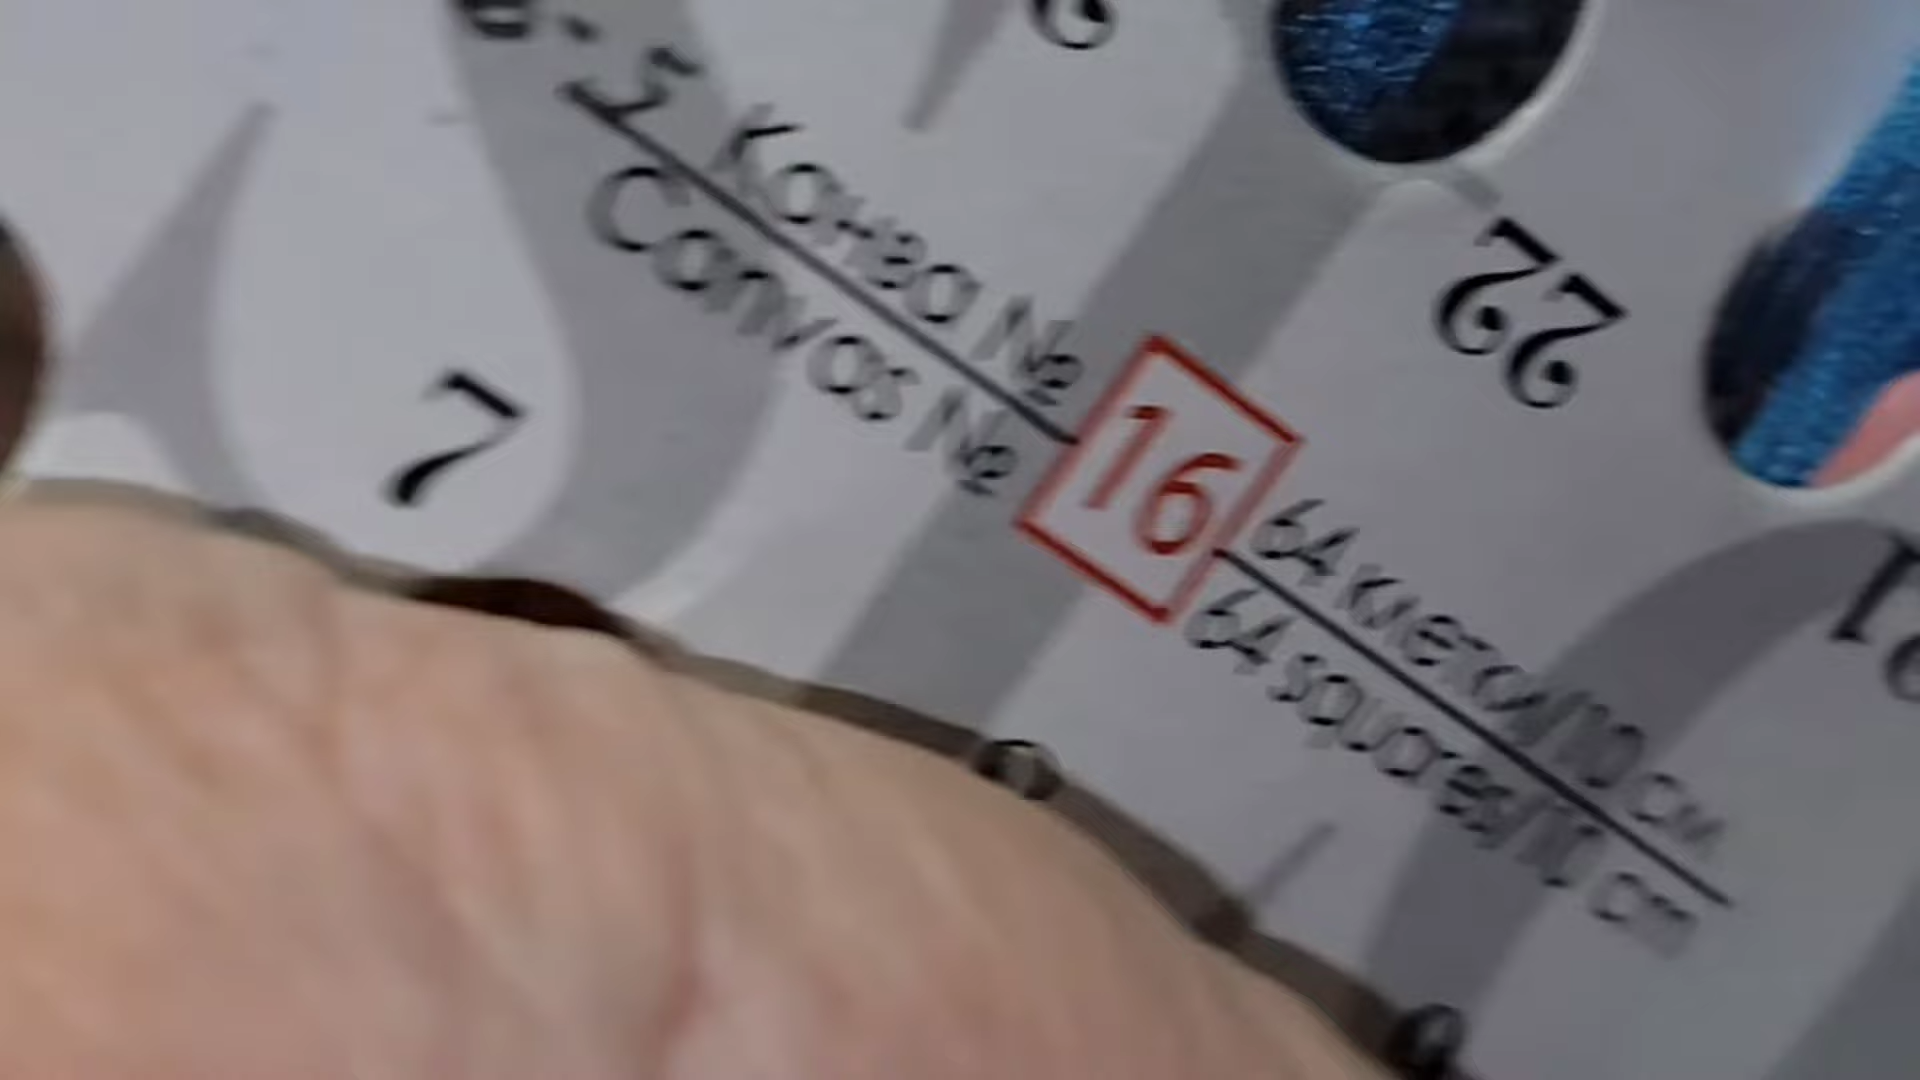 Канва №
Canvas №
16
64 клетки/10 см
64 squares/10 cm
7
22